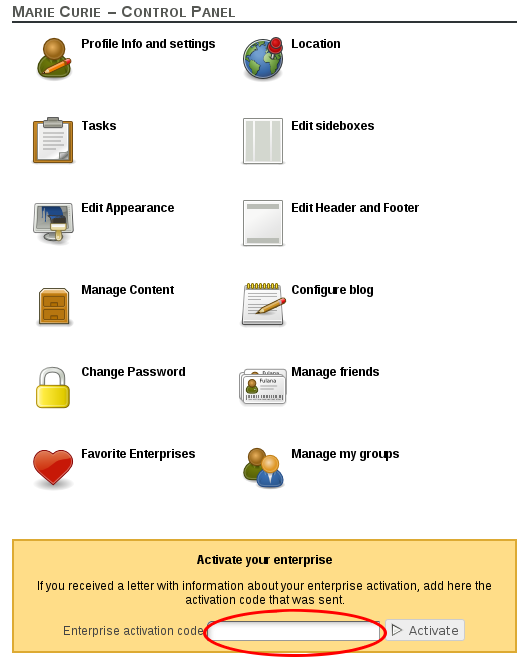 MARIE CURIE – CONTROL PANEL
Profile Info and settings
Location
Tasks
Edit sideboxes
Edit Appearance
Edit Header and Footer
Manage Content
Configure blog
Change Password
Fulana
Fulana
Manage friends
Favorite Enterprises
Manage my groups
Activate your enterprise
If you received a letter with information about your enterprise activation, add here the
activation code that was sent.
Enterprise activation code
Activate